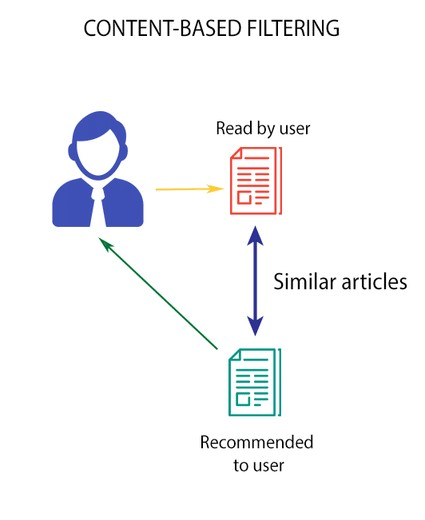 CONTENT-BASED FILTERING
Read by user
Similar articles
Recommended
to user